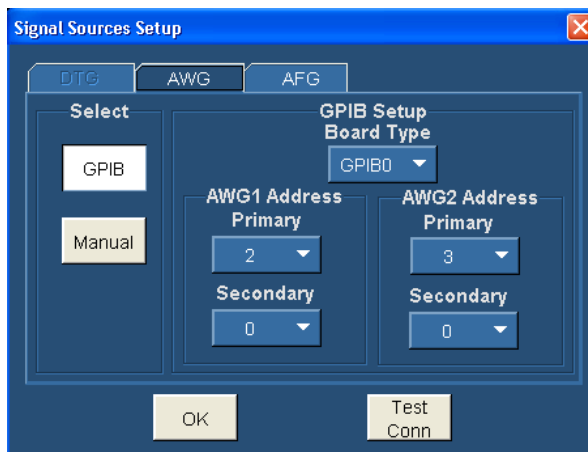 Signal Sources Setup
DTG
AWG
AFG
Select
GPIB
Manual
GPIB Setup
Board Type
GPIB0
AWG1 Address
Primary
2
Secondary
0
AWG2 Address
Primary
3
Secondary
0
OK
Test
Conn